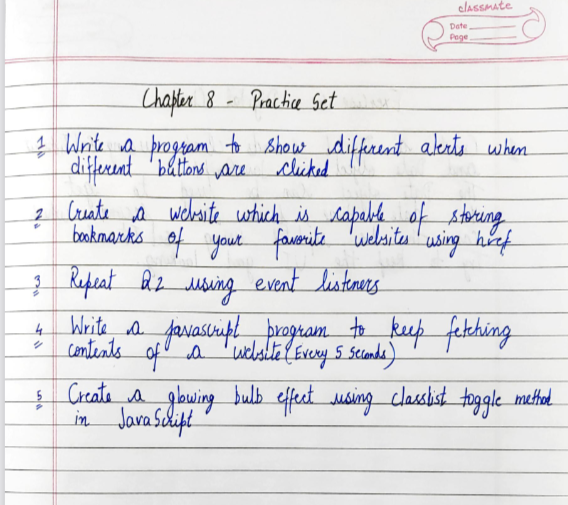 classmate
Date
Page
Chapter 8 - Practice Set
1 Write a program to show different alerts when
different buttons are clicked
2 Create a website which is capable of storing
bookmarks of your favorite websites using href
3 Repeat Q2 using event listeners
4 Write a javascript program to keep fetching
contents of a website (Every 5 seconds)
5 Create a glowing bulb effect using classlist toggle method
in JavaScript